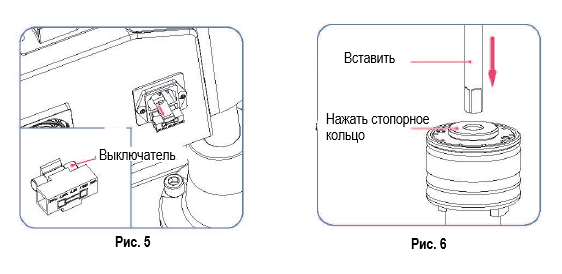 Выключатель
Рис. 5
Вставить
Нажать стопорное
кольцо
Рис. 6